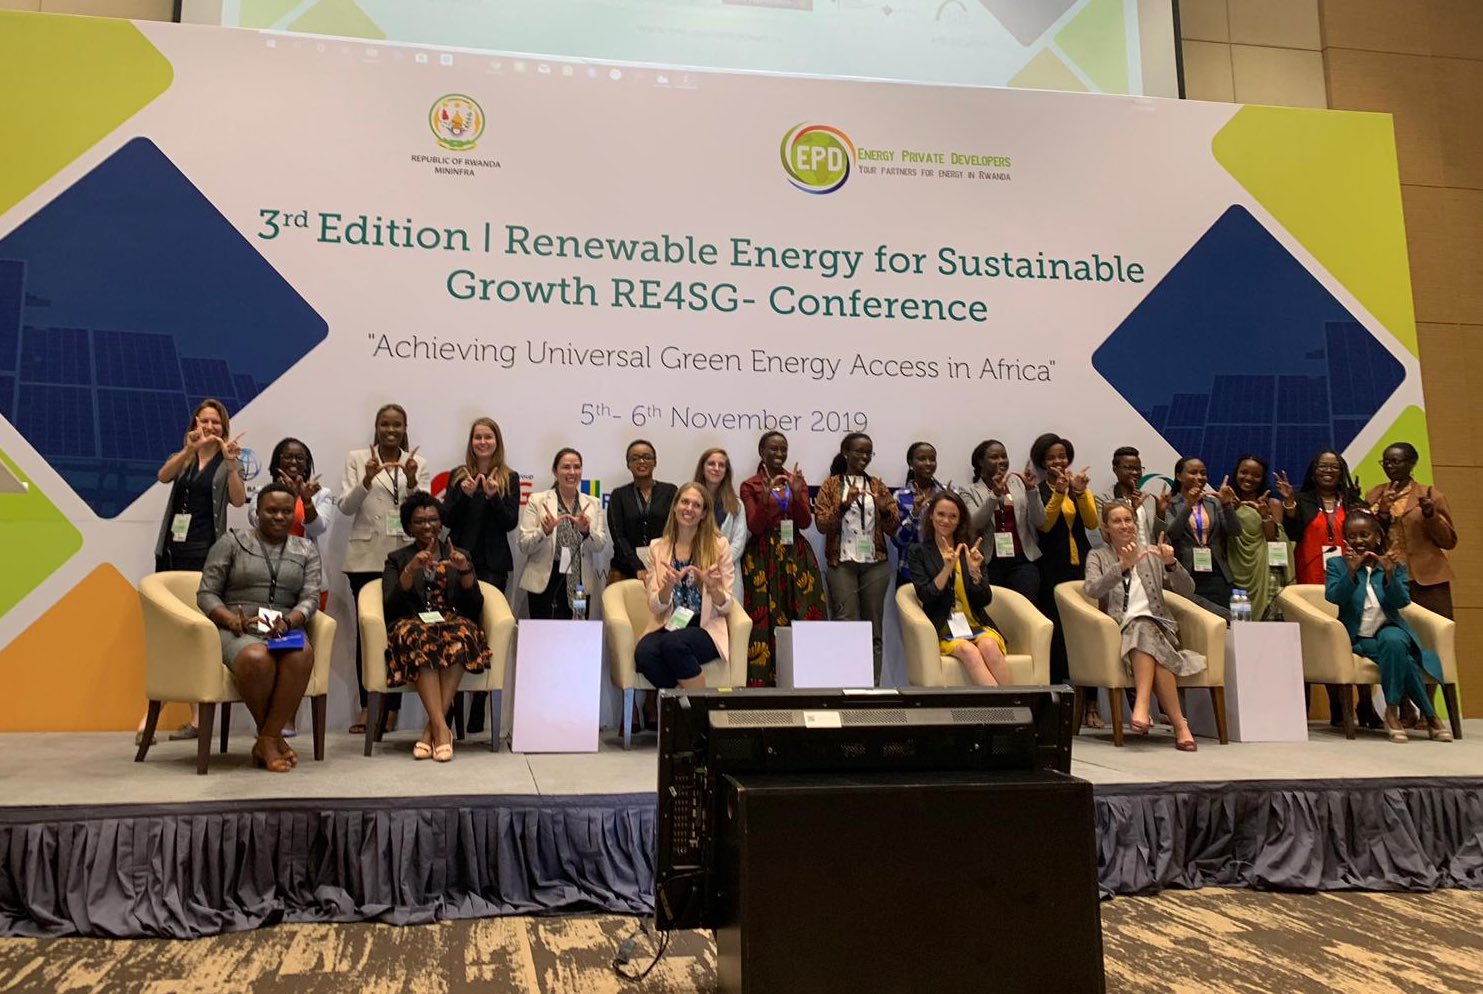 REPUBLIC OF RWANDA
MININFRA
EPD
ENERGY PRIVATE DEVELOPERS
YOUR PARTNERS FOR ENERGY IN RWANDA
3rd Edition | Renewable Energy for Sustainable
Growth RE4SG- Conference
"Achieving Universal Green Energy Access in Africa"
5th- 6th November 2019